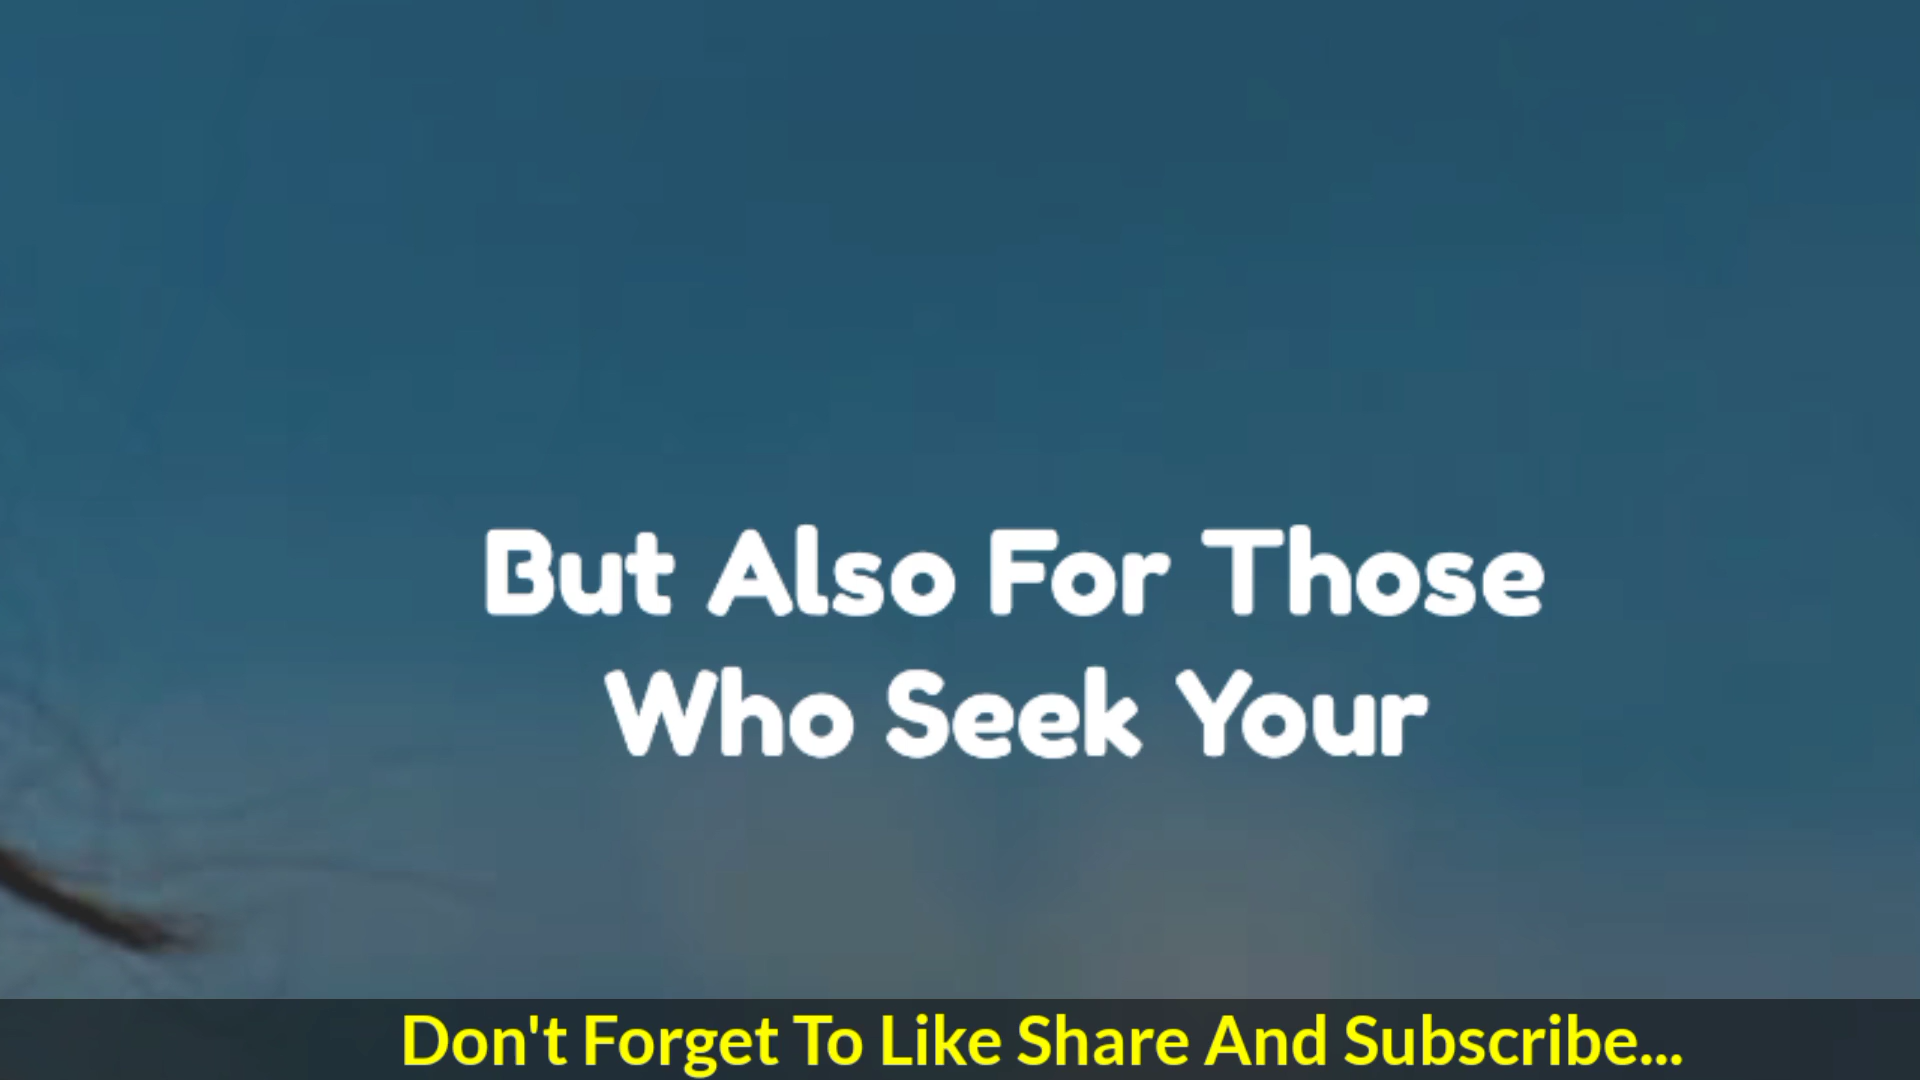 But Also For Those
Who Seek Your
Don't Forget To Like Share And Subscribe...